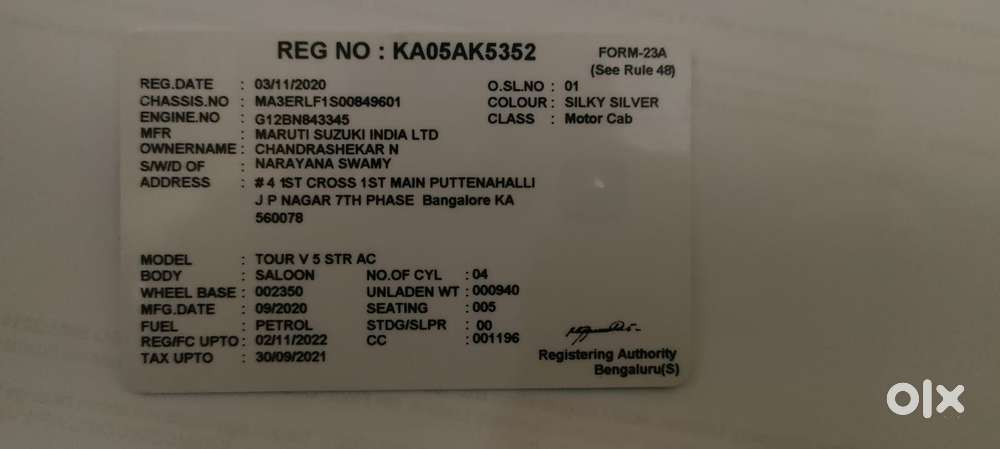 REG NO : KA05AK5352
FORM-23A
(See Rule 48)
REG.DATE : 03/11/2020 O.SL.NO : 01
CHASSIS.NO : MA3ERLF1S00849601 COLOUR : SILKY SILVER
ENGINE.NO : G12BN843345 CLASS : Motor Cab
MFR : MARUTI SUZUKI INDIA LTD
OWNERNAME : CHANDRASHEKAR N
S/W/D OF : NARAYANA SWAMY
ADDRESS : # 4 1ST CROSS 1ST MAIN PUTTENAHALLI
J P NAGAR 7TH PHASE Bangalore KA
560078
MODEL : TOUR V 5 STR AC
BODY : SALOON NO.OF CYL : 04
WHEEL BASE : 002350 UNLADEN WT : 000940
MFG.DATE : 09/2020 SEATING : 005
FUEL : PETROL STDG/SLPR : 00
REG/FC UPTO : 02/11/2022 CC : 001196
TAX UPTO : 30/09/2021
Registering Authority
Bengaluru(S)
olx